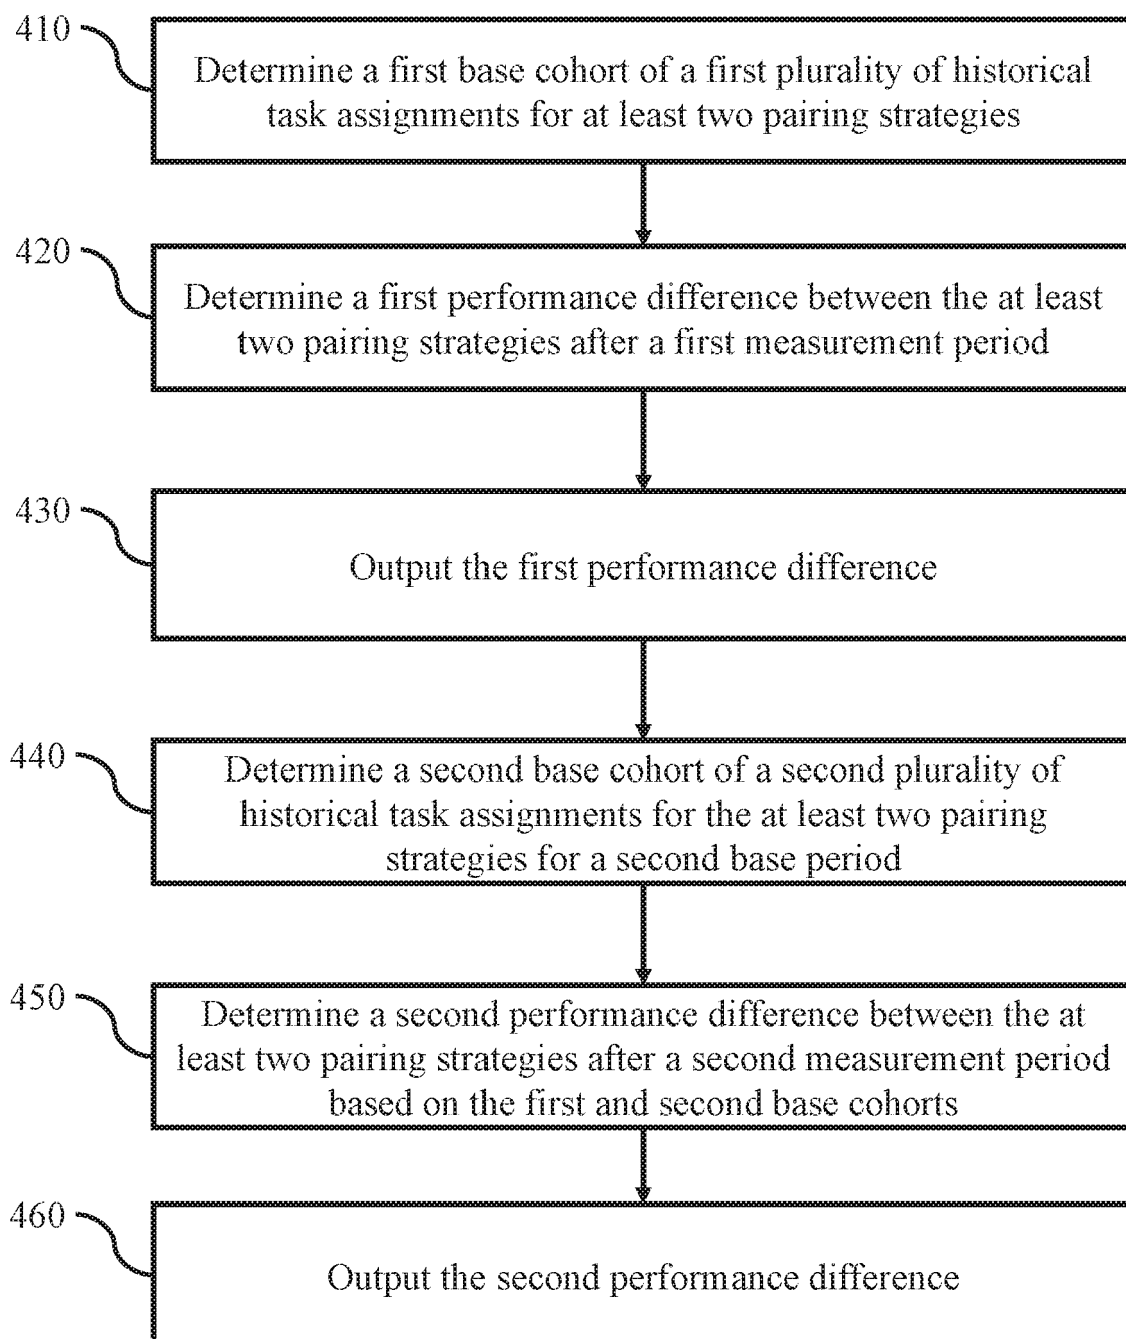 410
Determine a first base cohort of a first plurality of historical
task assignments for at least two pairing strategies
420
Determine a first performance difference between the at least
two pairing strategies after a first measurement period
430
Output the first performance difference
440
Determine a second base cohort of a second plurality of
historical task assignments for the at least two pairing
strategies for a second base period
450
Determine a second performance difference between the at
least two pairing strategies after a second measurement period
based on the first and second base cohorts
460
Output the second performance difference